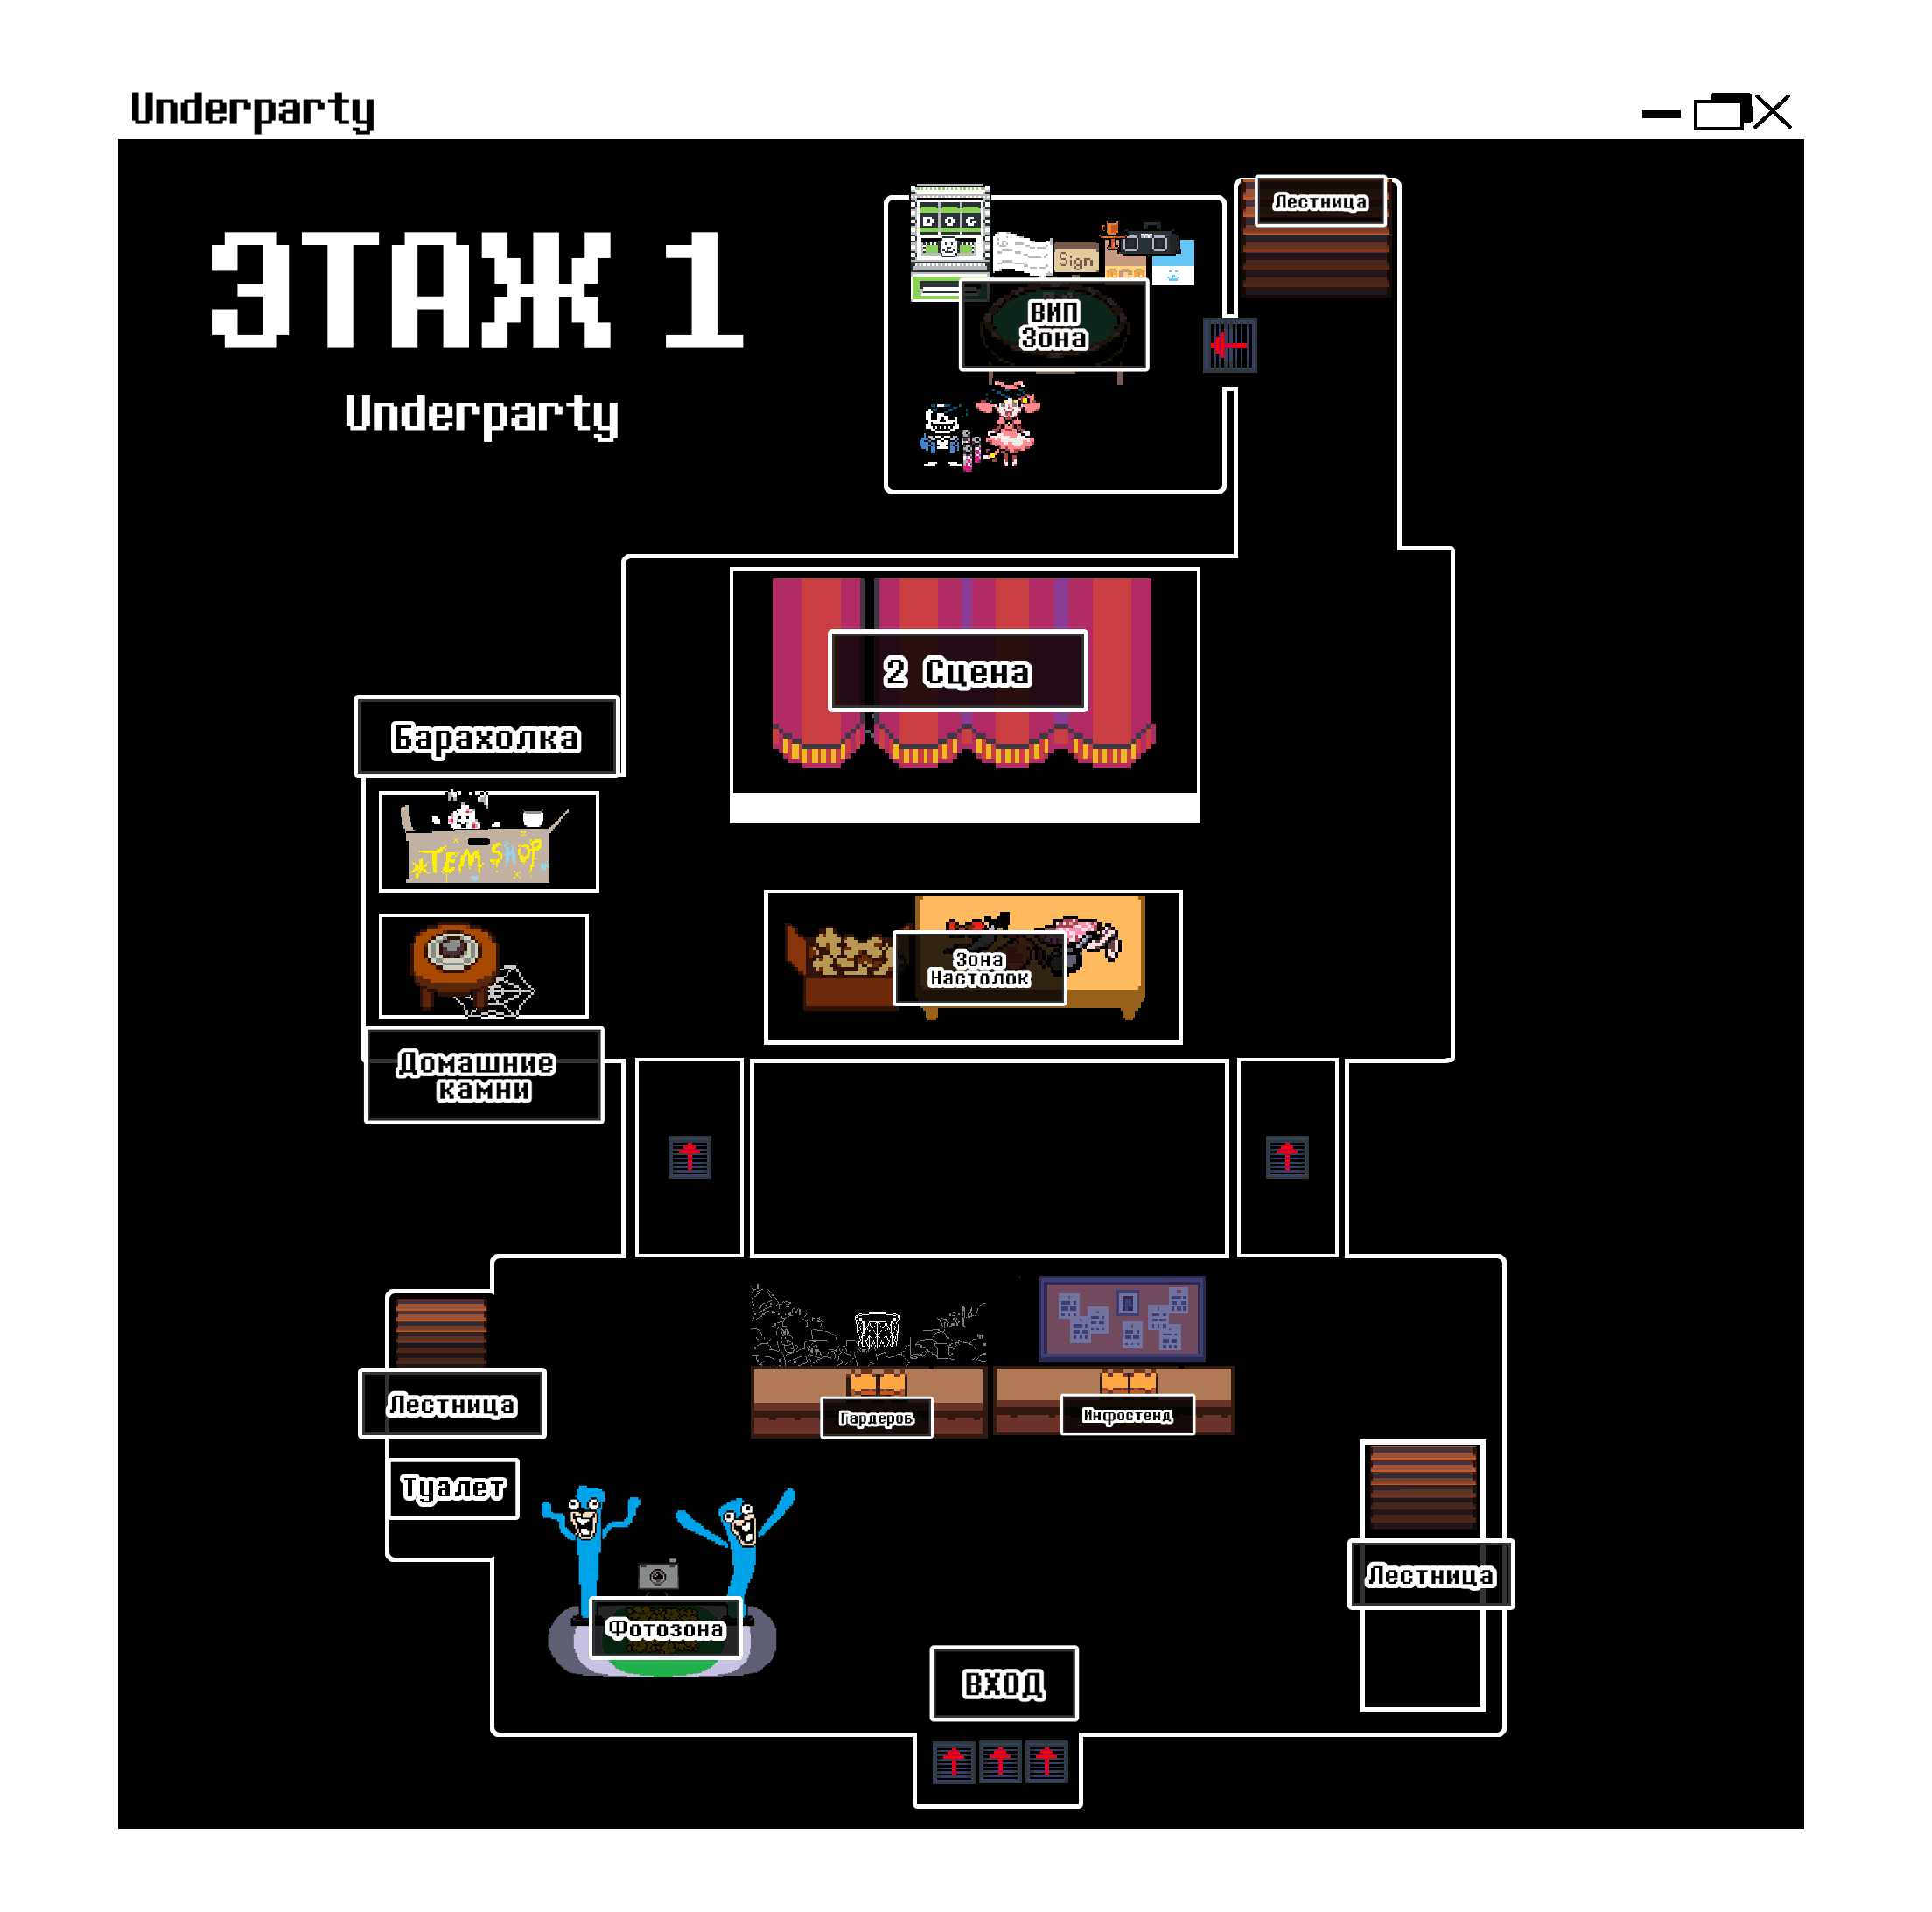 Underparty
ЭТАЖ 1
Underparty
Лестница
DOG
Sign
ВИП
Зона
2 Сцена
Барахолка
TEM SHOP
Зона
Настолок
Домашние
камни
Лестница
Гардероб
Инфостенд
Туалет
Лестница
Фотозона
ВХОД